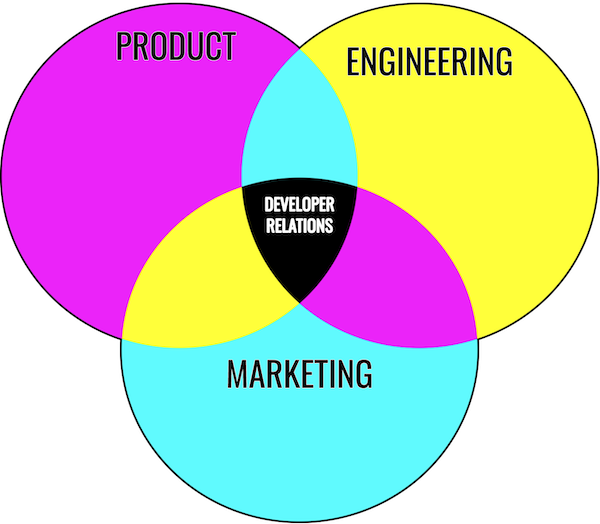 PRODUCT
ENGINEERING
DEVELOPER
RELATIONS
MARKETING